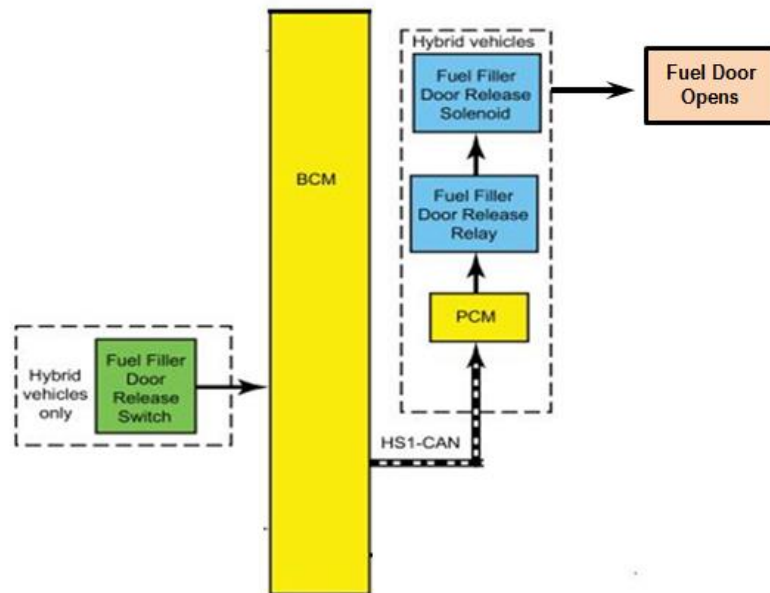 Hybrid vehicles
Fuel Filler
Door Release
Solenoid
Fuel Door
Opens
BCM
Fuel Filler
Door Release
Relay
PCM
Hybrid
vehicles
only
Fuel Filler
Door
Release
Switch
HS1-CAN